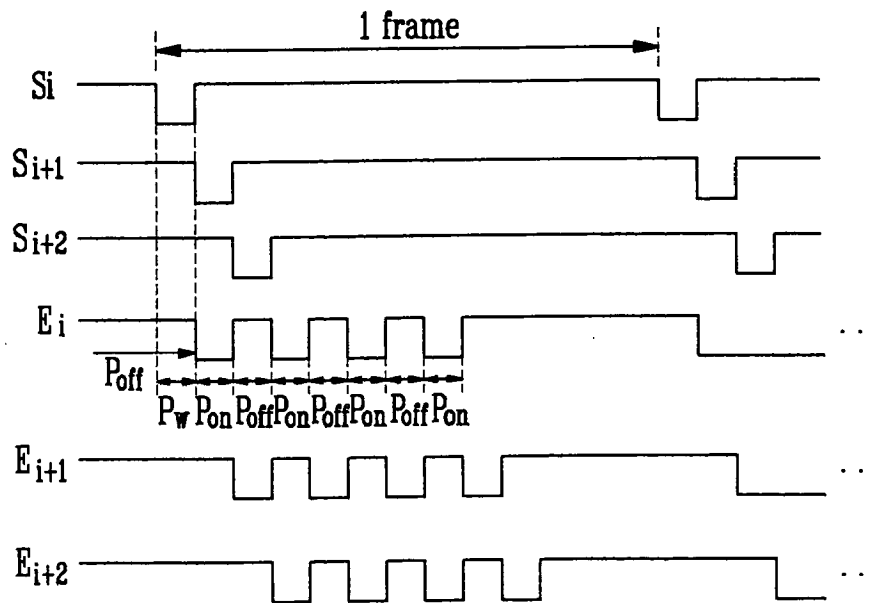 1 frame
Si
Si+1
Si+2
Ei
Poff
Pw Pon Poff Pon Poff Pon Poff Pon
Ei+1
Ei+2